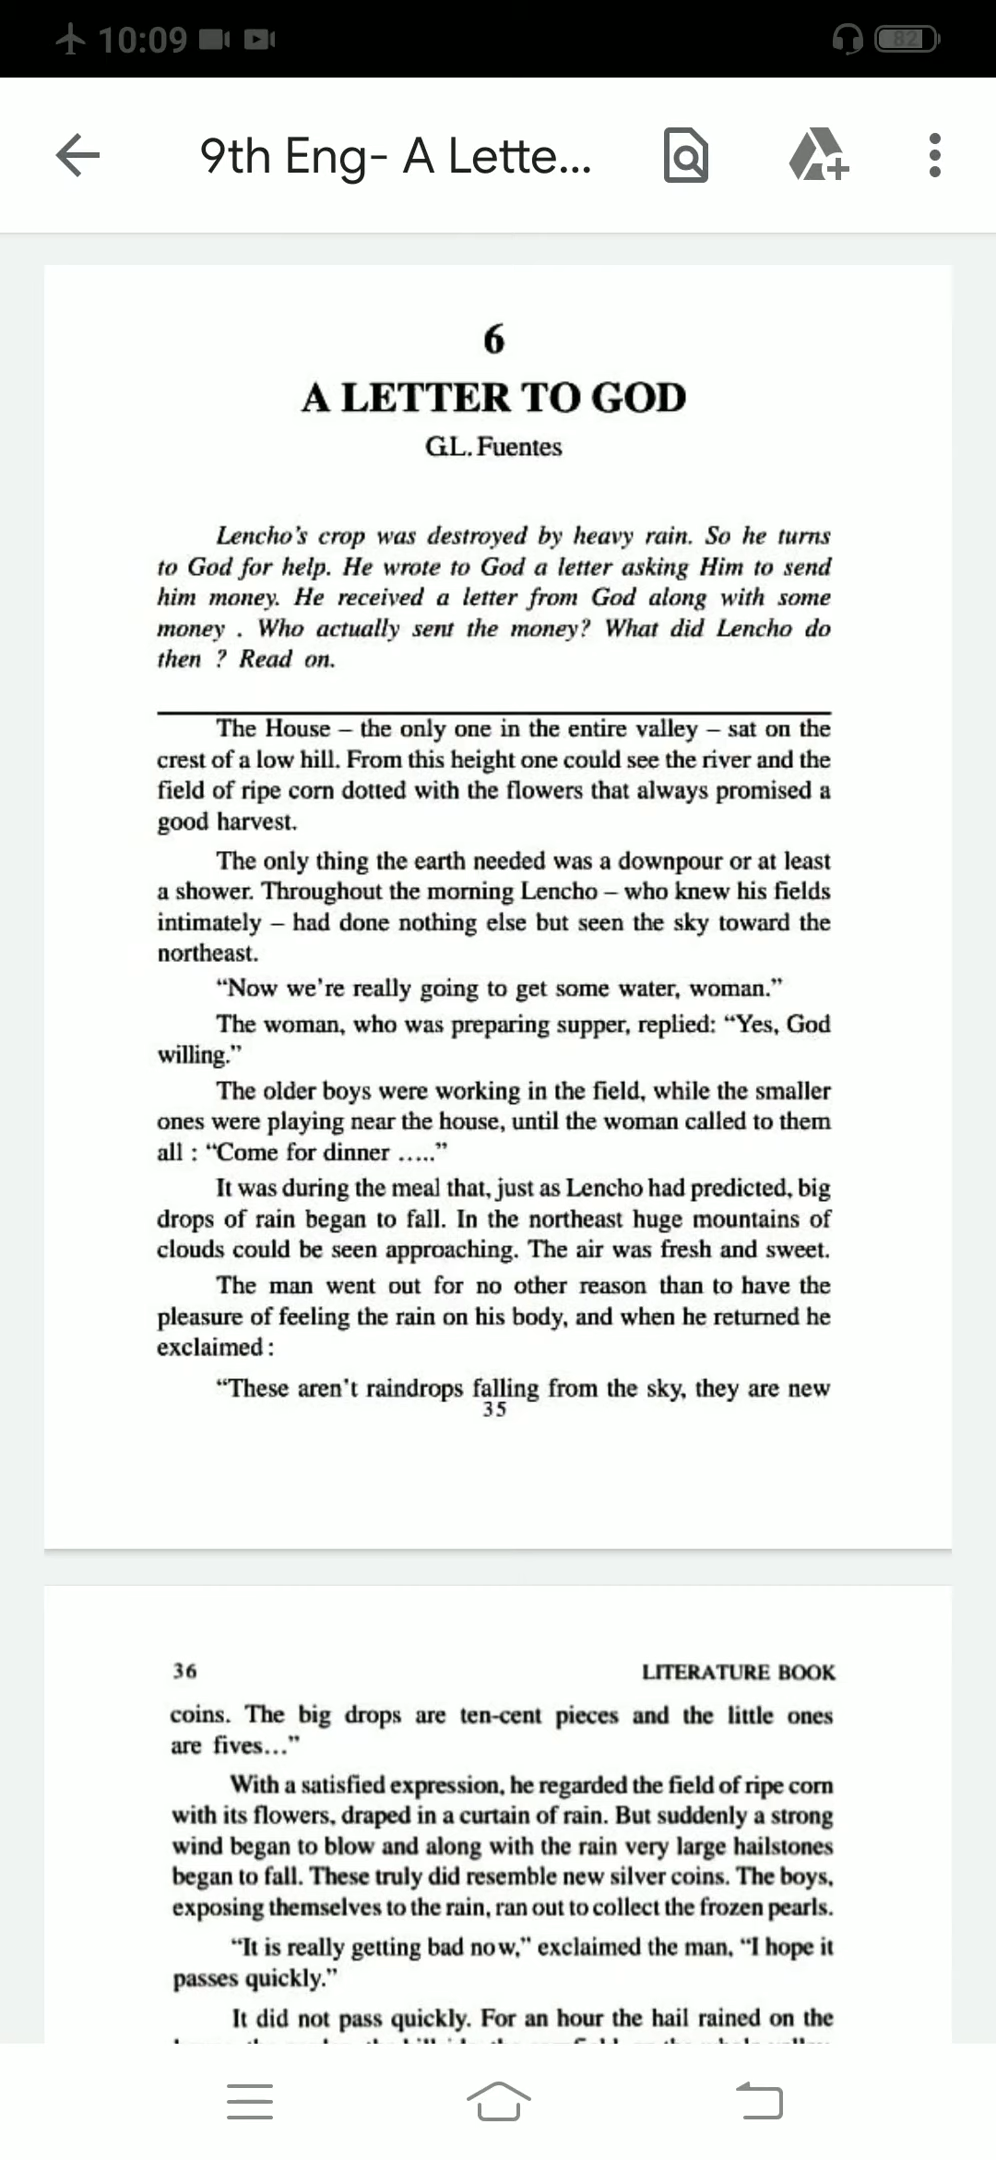 10:09
82
9th Eng- A Lette...
6
A LETTER TO GOD
G.L. Fuentes
Lencho's crop was destroyed by heavy rain. So he turns
to God for help. He wrote to God a letter asking Him to send
him money. He received a letter from God along with some
money . Who actually sent the money? What did Lencho do
then ? Read on.
The House – the only one in the entire valley – sat on the
crest of a low hill. From this height one could see the river and the
field of ripe corn dotted with the flowers that always promised a
good harvest.
The only thing the earth needed was a downpour or at least
a shower. Throughout the morning Lencho – who knew his fields
intimately – had done nothing else but seen the sky toward the
northeast.
“Now we're really going to get some water, woman.”
The woman, who was preparing supper, replied: “Yes, God
willing.”
The older boys were working in the field, while the smaller
ones were playing near the house, until the woman called to them
all : “Come for dinner .....”
It was during the meal that, just as Lencho had predicted, big
drops of rain began to fall. In the northeast huge mountains of
clouds could be seen approaching. The air was fresh and sweet.
The man went out for no other reason than to have the
pleasure of feeling the rain on his body, and when he returned he
exclaimed :
“These aren't raindrops falling from the sky, they are new
35
36 LITERATURE BOOK
coins. The big drops are ten-cent pieces and the little ones
are fives...”
With a satisfied expression, he regarded the field of ripe corn
with its flowers, draped in a curtain of rain. But suddenly a strong
wind began to blow and along with the rain very large hailstones
began to fall. These truly did resemble new silver coins. The boys,
exposing themselves to the rain, ran out to collect the frozen pearls.
“It is really getting bad now,” exclaimed the man, “I hope it
passes quickly.”
It did not pass quickly. For an hour the hail rained on the